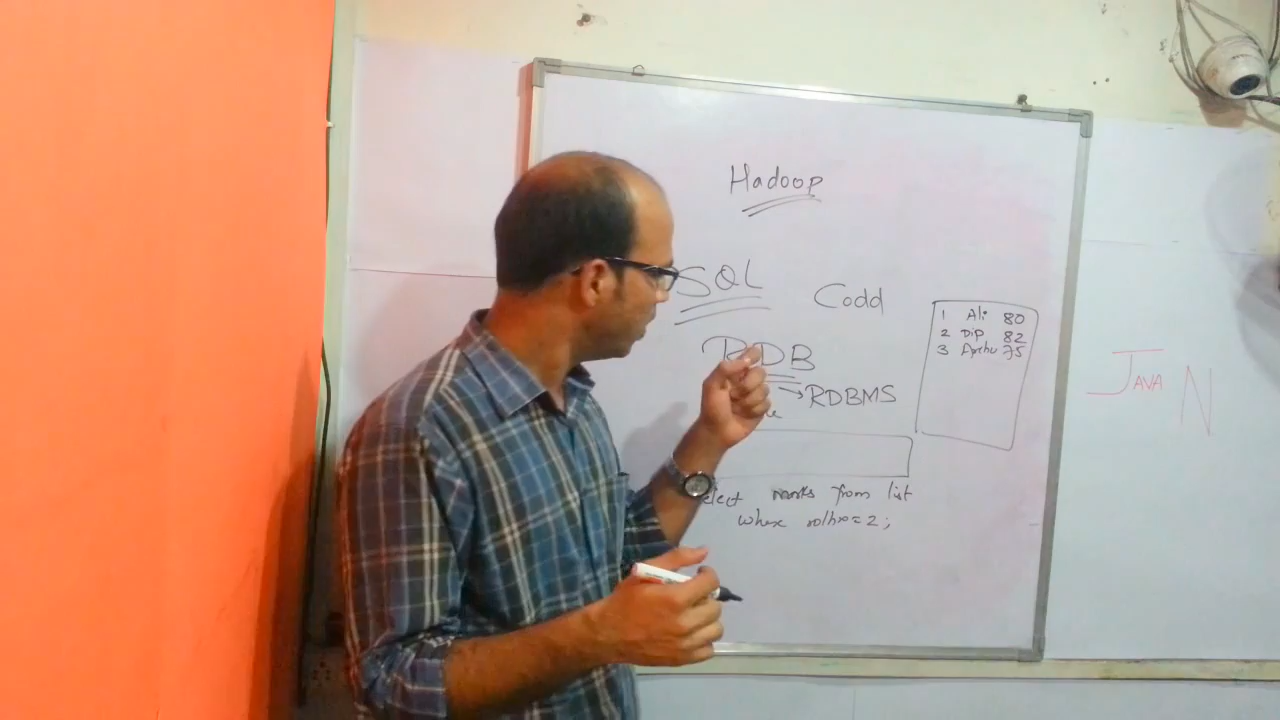 Hadoop
SQL
Codd
RDB
RDBMS
1 Ali 80
2 Dip 82
3 75
elect marks from list
where rollno=2;
JAVA N